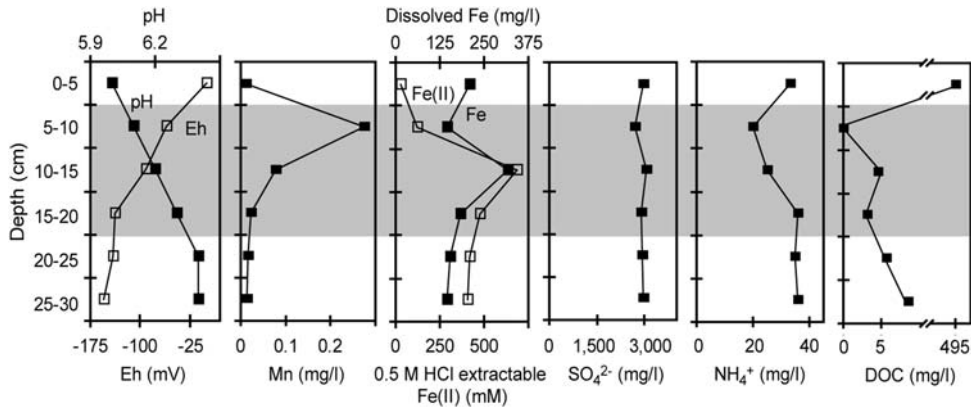 pH
Dissolved Fe (mg/l)
5.9 6.2
0 125 250 375
0-5
5-10
10-15
15-20
20-25
25-30
Depth (cm)
pH
Eh
Fe(II)
Fe
-175 -100 -25
Eh (mV)
0 0.1 0.2
Mn (mg/l)
0 250 500
0.5 M HCl extractable
Fe(II) (mM)
0 1,500 3,000
SO₄²⁻ (mg/l)
0 20 40
NH₄⁺ (mg/l)
0 5 495
DOC (mg/l)